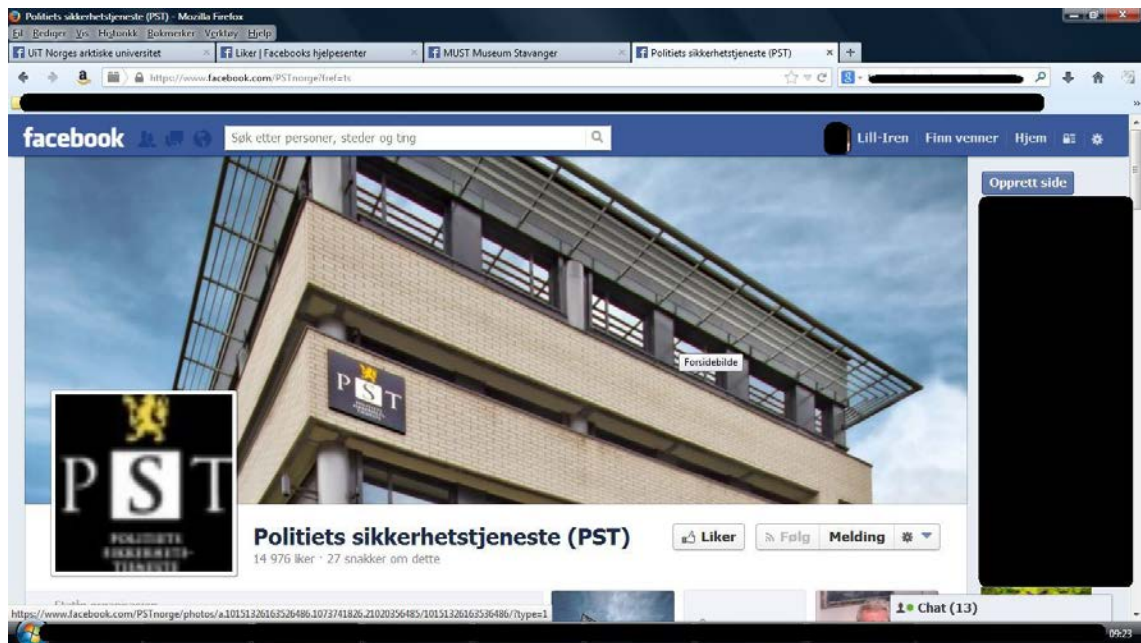 Politiets sikkerhetstjeneste (PST) - Mozilla Firefox
Fil Rediger Vis Historikk Bokmerker Verktøy Hjelp
UiT Norges arktiske universitet
Liker | Facebooks hjelpesenter
MUST Museum Stavanger
Politiets sikkerhetstjeneste (PST)
https://www.facebook.com/PSTnorge?fref=ts
facebook
Søk etter personer, steder og ting
Lill-Iren Finn venner Hjem
Opprett side
Forsidebilde
P S T
PST
POLITIETS
SIKKERHETS-
TJENESTE
Politiets sikkerhetstjeneste (PST)
14 976 liker · 27 snakker om dette
Liker
Følg
Melding
https://www.facebook.com/PSTnorge/photos/a.10151326163526486.1073741826.21020356485/10151326163536486/?type=1
Chat (13)
09:23